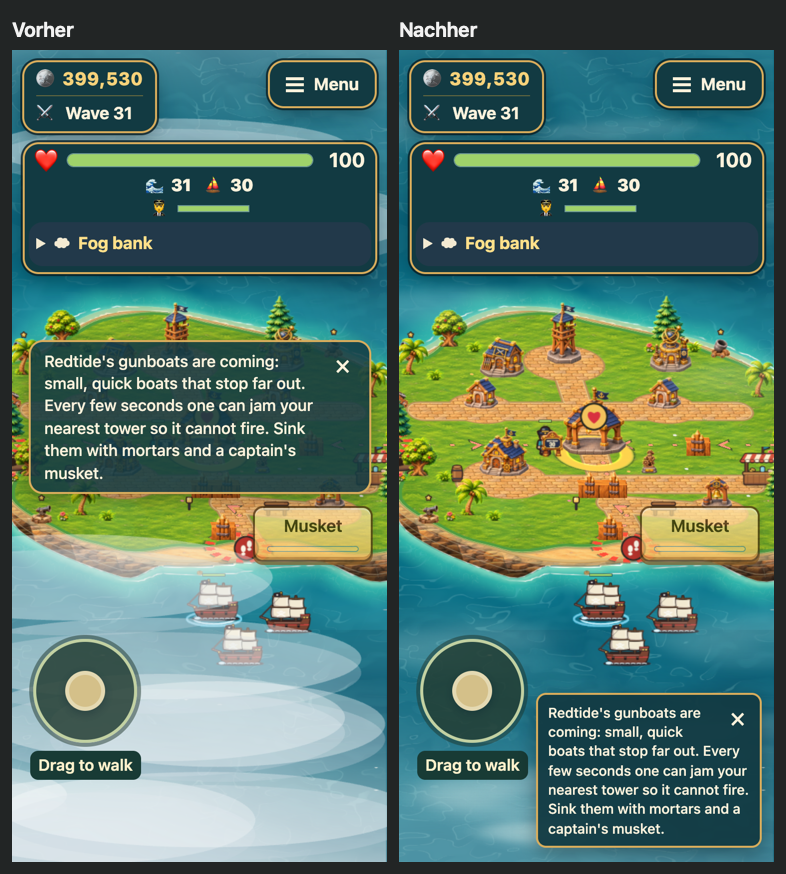 Vorher
399,530
Menu
Wave 31
100
31 30
Fog bank
Redtide's gunboats are coming:
small, quick boats that stop far out.
Every few seconds one can jam your
nearest tower so it cannot fire. Sink
them with mortars and a captain's
musket.
Musket
Drag to walk
Nachher
399,530
Menu
Wave 31
100
31 30
Fog bank
Musket
Drag to walk
Redtide's gunboats are
coming: small, quick
boats that stop far out. Every
few seconds one can jam your
nearest tower so it cannot fire.
Sink them with mortars and a
captain's musket.